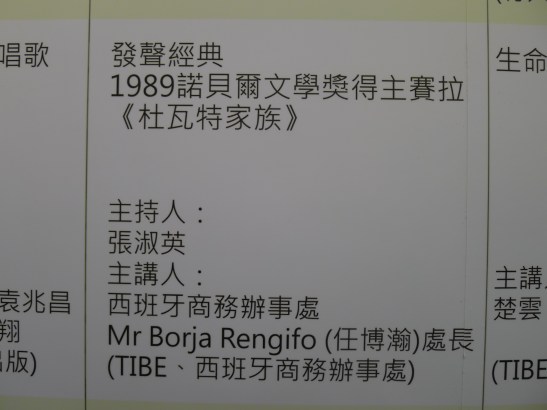 唱歌
袁兆昌
翔
出版)
發聲經典
1989諾貝爾文學獎得主賽拉
《杜瓦特家族》
主持人：
張淑英
主講人：
西班牙商務辦事處
Mr Borja Rengifo (任博瀚)處長
(TIBE、西班牙商務辦事處)
生命
主講
楚雲
(TIBE